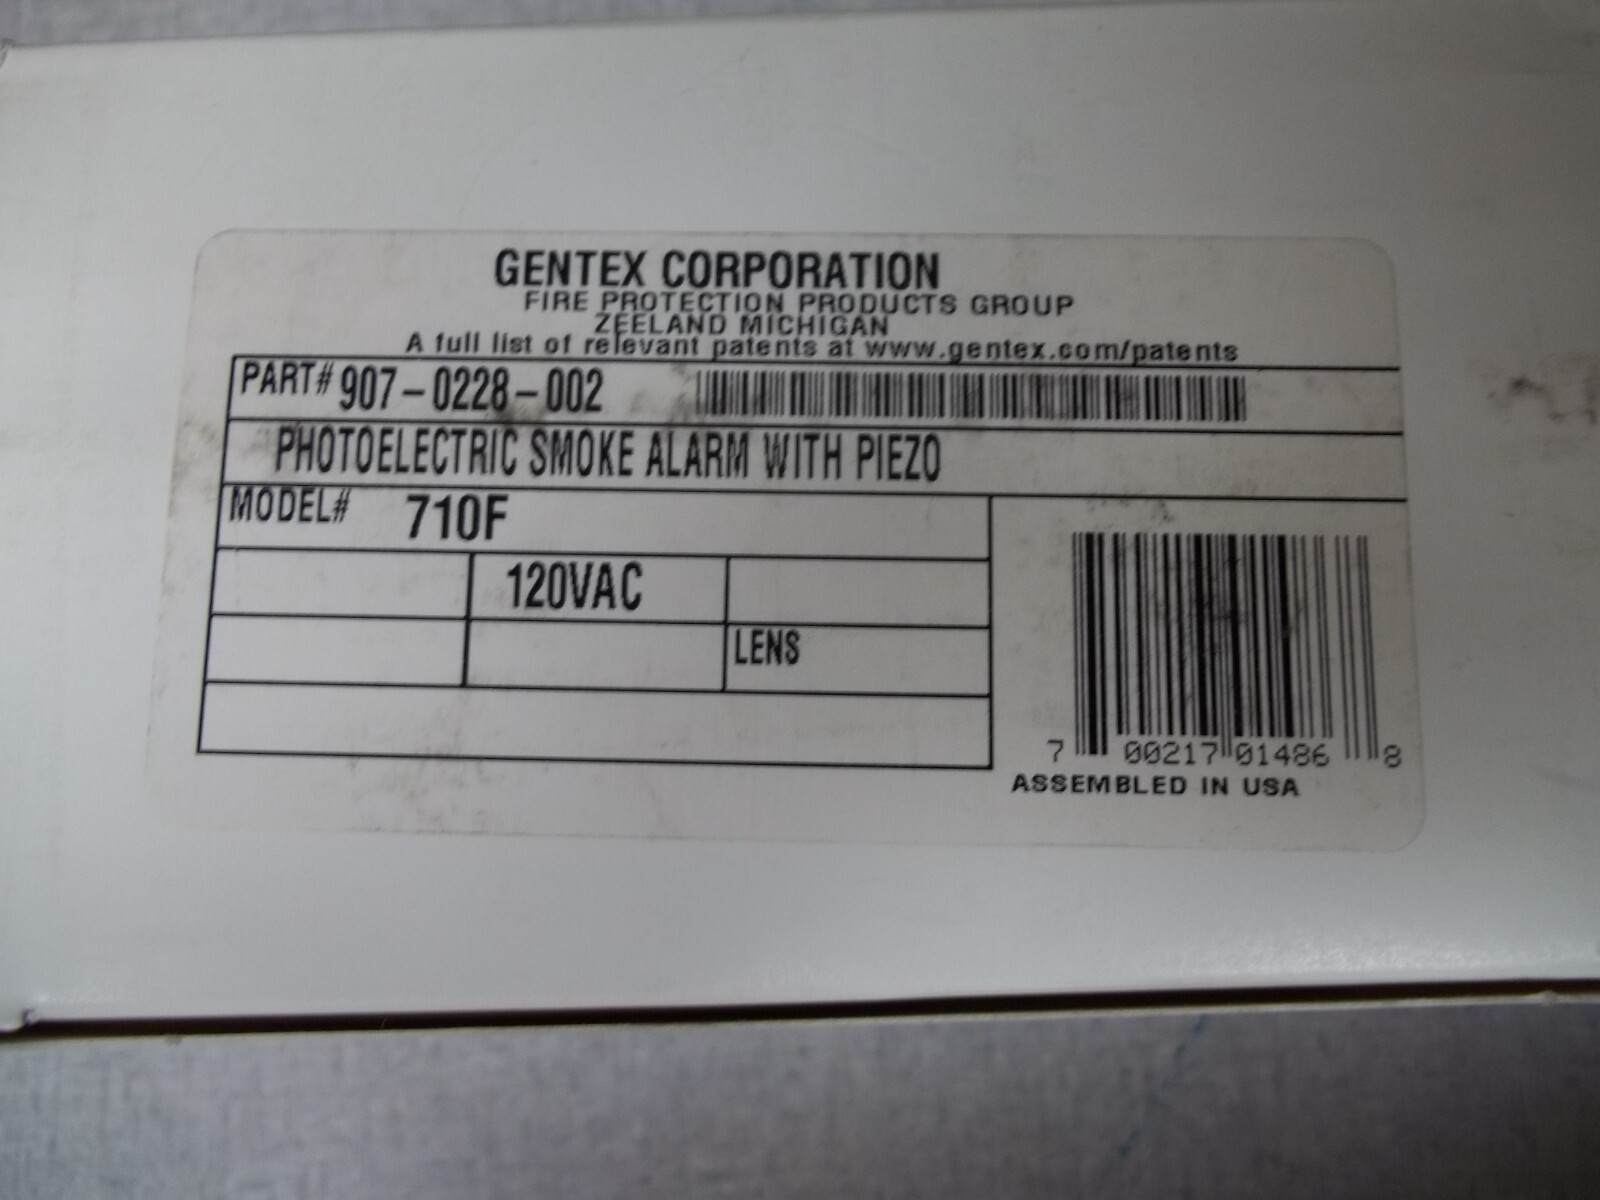 GENTEX CORPORATION
FIRE PROTECTION PRODUCTS GROUP
ZEELAND MICHIGAN
A full list of relevant patents at www.gentex.com/patents
PART# 907-0228-002
PHOTOELECTRIC SMOKE ALARM WITH PIEZO
MODEL# 710F
120VAC
LENS
7 00217 01486 8
ASSEMBLED IN USA